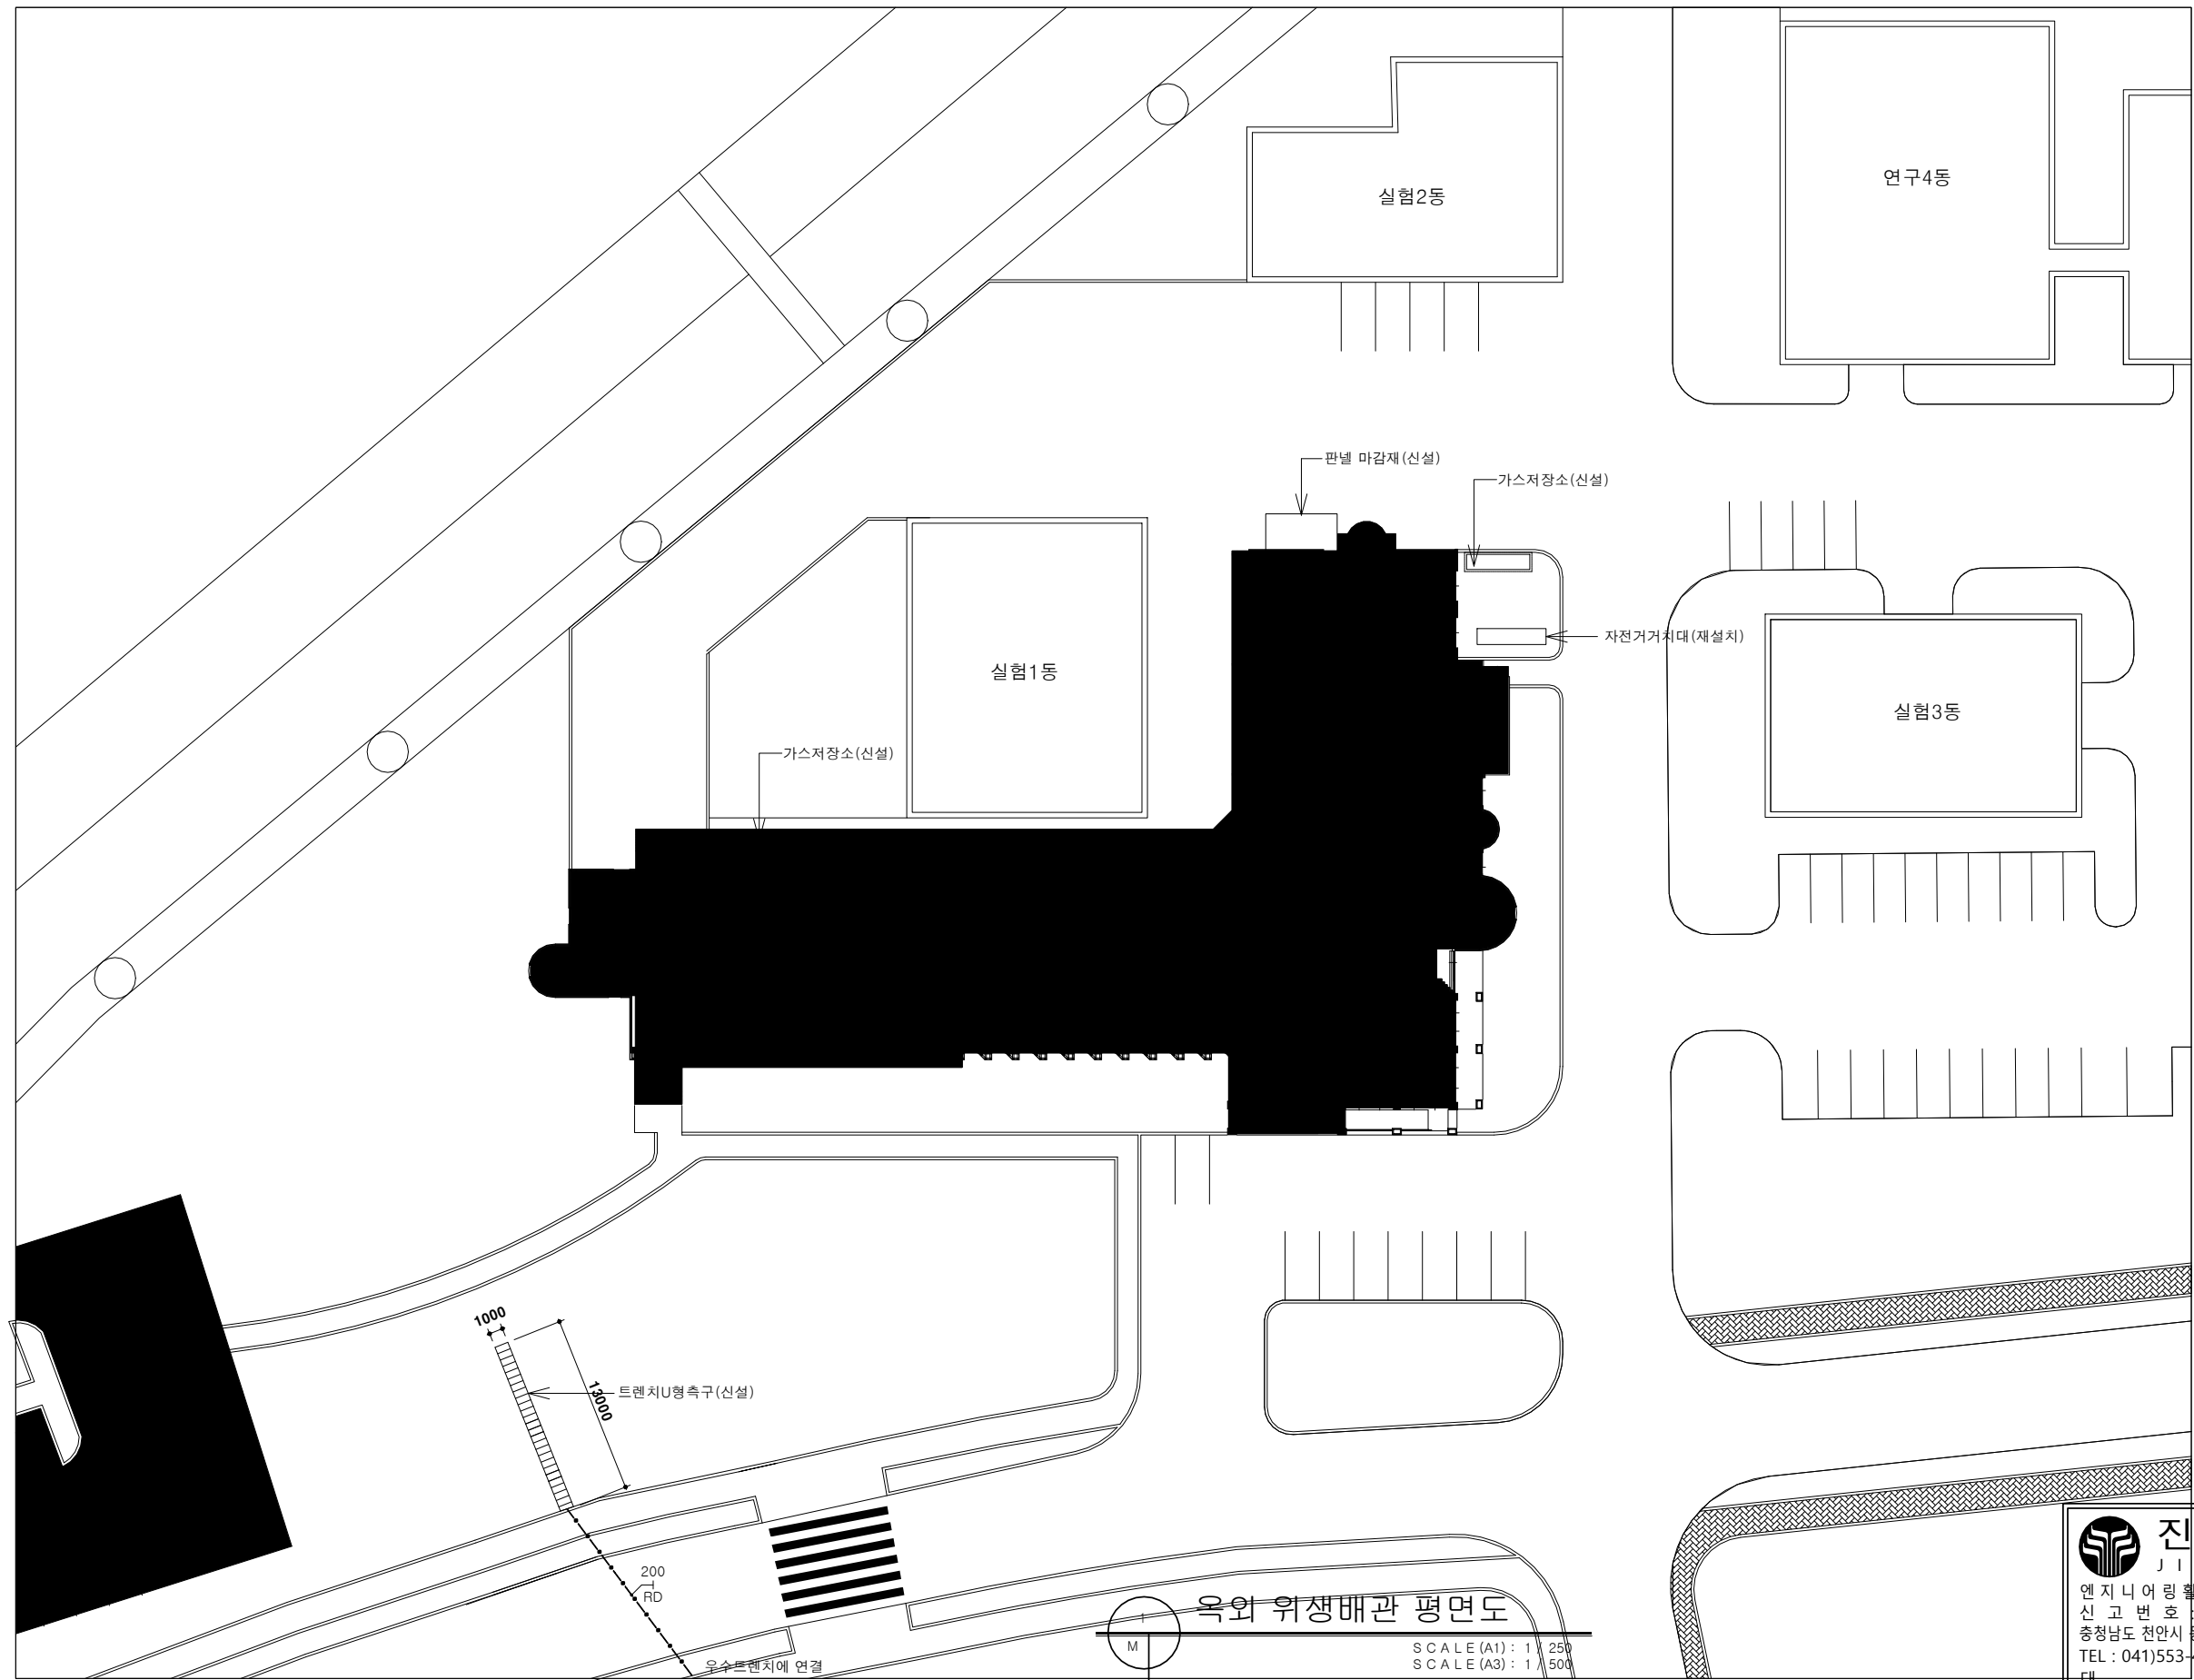 실험2동
연구4동
판넬 마감재(신설)
가스저장소(신설)
자전거거치대(재설치)
실험1동
실험3동
가스저장소(신설)
1000
13000
트렌치U형측구(신설)
200
RD
우수트렌치에 연결
옥외 위생배관 평면도
M
SCALE(A1) : 1 / 250
SCALE(A3) : 1 / 500
진
J I
엔지니어링활
신 고 번 호
충청남도 천안시
TEL : 041)553-